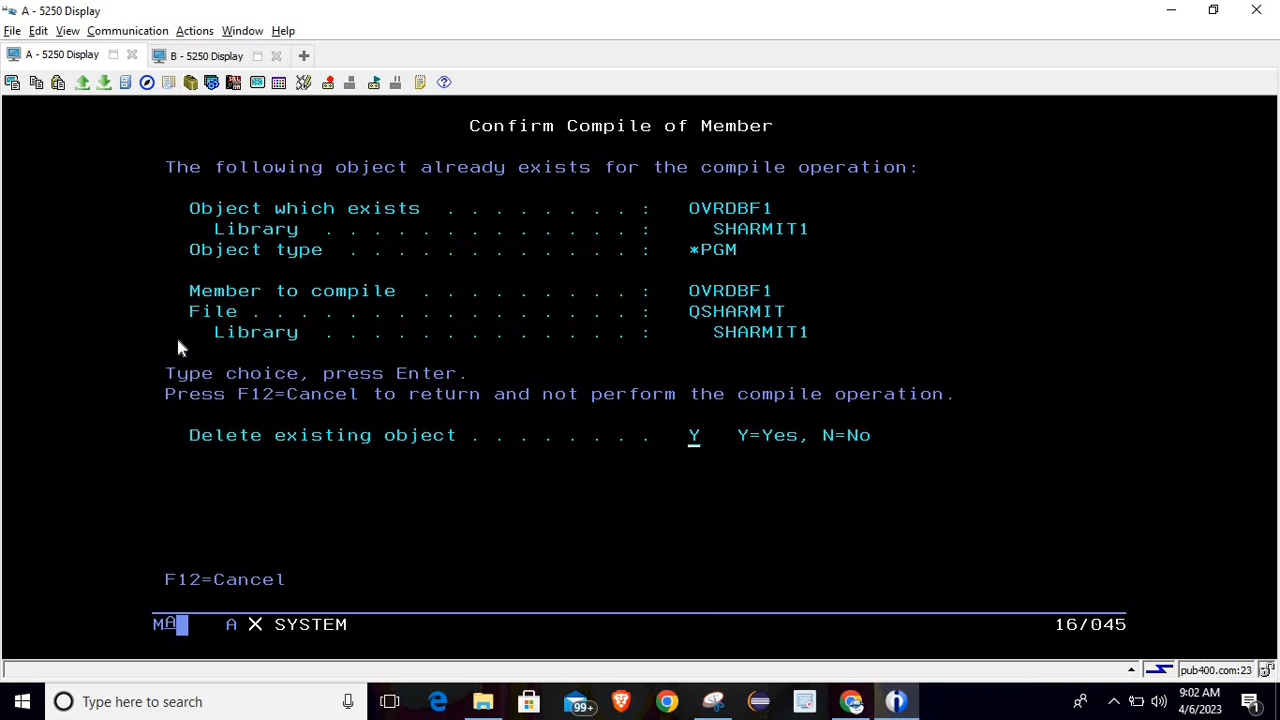 A - 5250 Display
File Edit View Communication Actions Window Help
A - 5250 Display B - 5250 Display
Confirm Compile of Member
The following object already exists for the compile operation:
Object which exists . . . . . . . . : OVRDBF1
Library . . . . . . . . . . . . . : SHARMIT1
Object type . . . . . . . . . . . . : *PGM
Member to compile . . . . . . . . . : OVRDBF1
File . . . . . . . . . . . . . . . . : QSHARMIT
Library . . . . . . . . . . . . . : SHARMIT1
Type choice, press Enter.
Press F12=Cancel to return and not perform the compile operation.
Delete existing object . . . . . . . . Y Y=Yes, N=No
F12=Cancel
MA A X SYSTEM 16/045
pub400.com:23
Type here to search 99+ 9:02 AM
4/6/2023